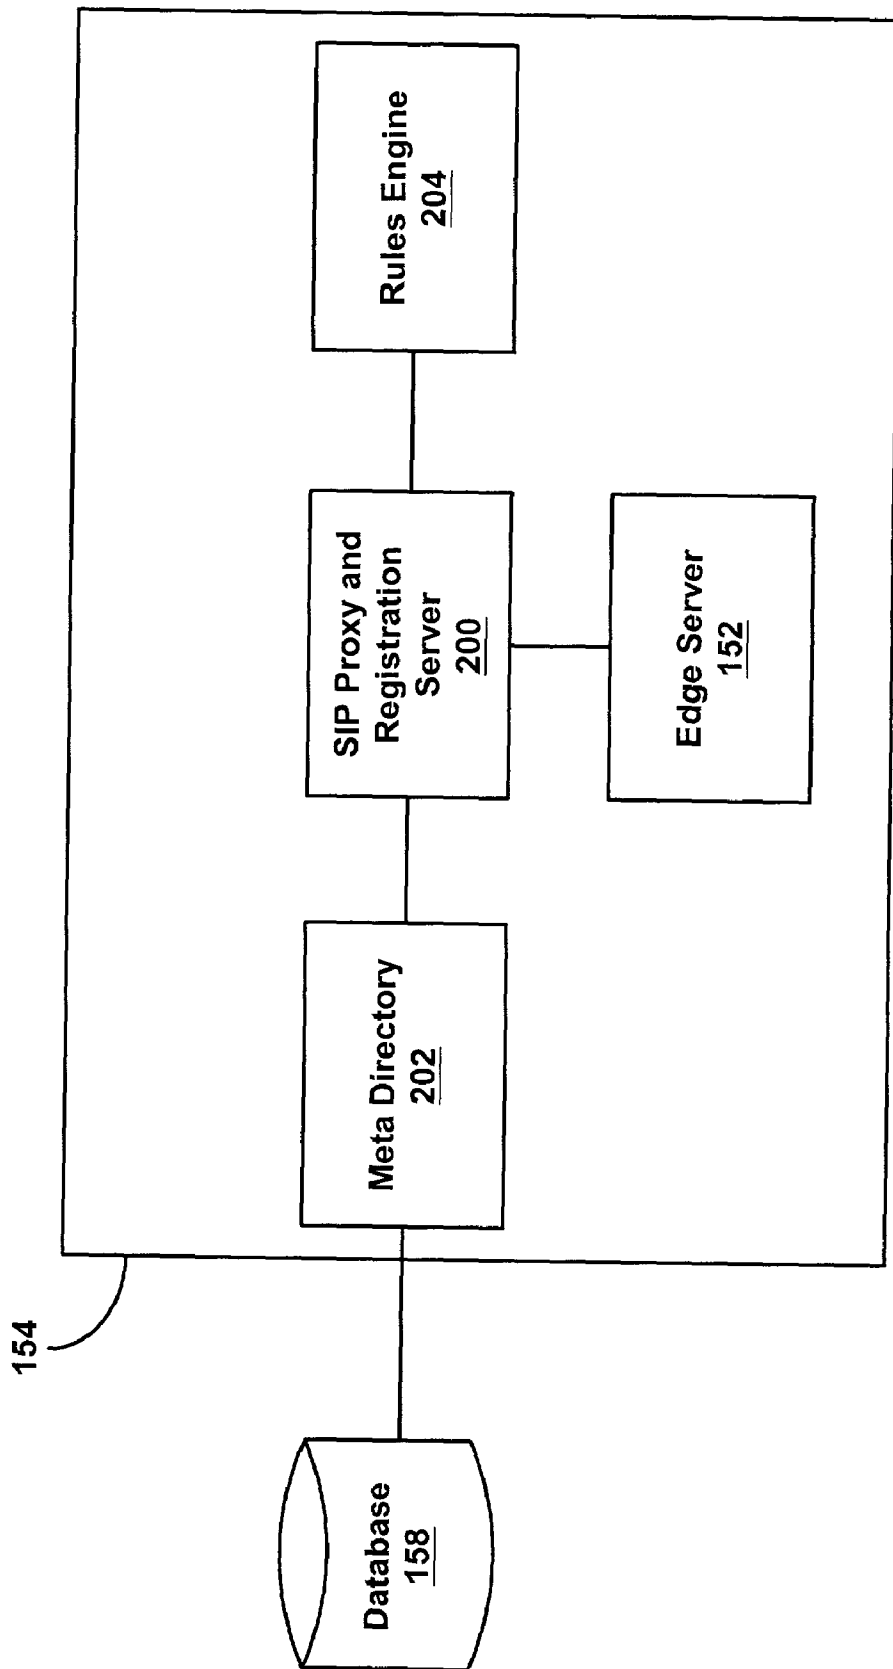 154
Database
158
Meta Directory
202
SIP Proxy and
Registration
Server
200
Rules Engine
204
Edge Server
152